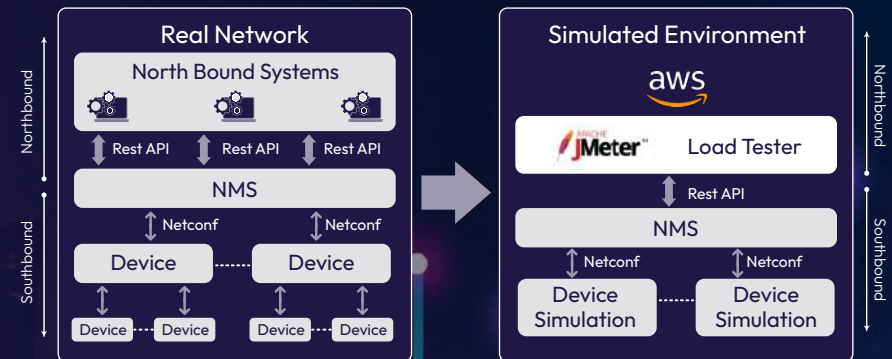 Real Network
North Bound Systems
Rest API Rest API Rest API
NMS
Netconf Netconf
Device Device
Device Device Device Device
Northbound
Southbound
Simulated Environment
aws
APACHE
JMeter™ Load Tester
Rest API
NMS
Netconf Netconf
Device
Simulation
Device
Simulation
Northbound
Southbound